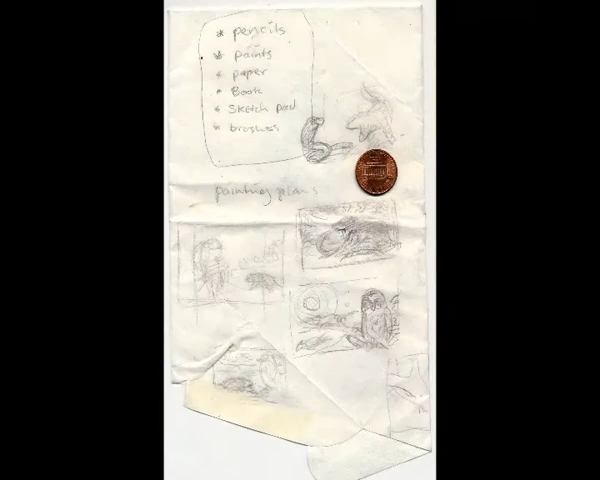 * pencils
* paints
* paper
* Book
* Sketch pad
* brushes
painting plans